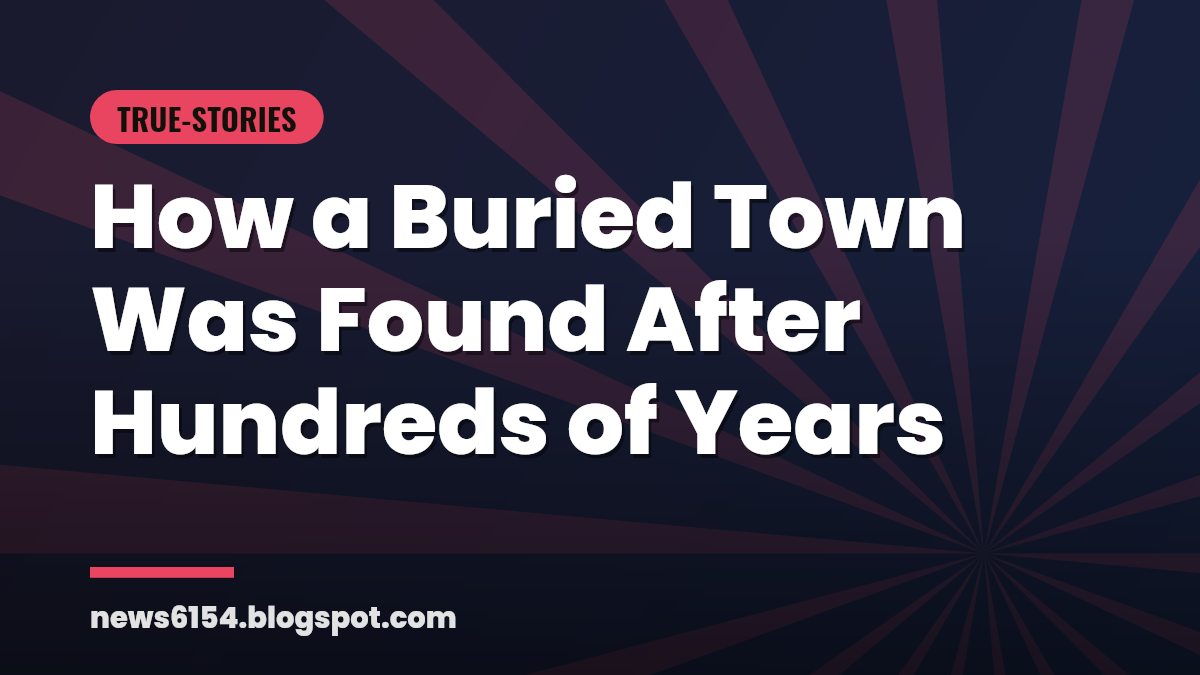 TRUE-STORIES
How a Buried Town
Was Found After
Hundreds of Years
news6154.blogspot.com